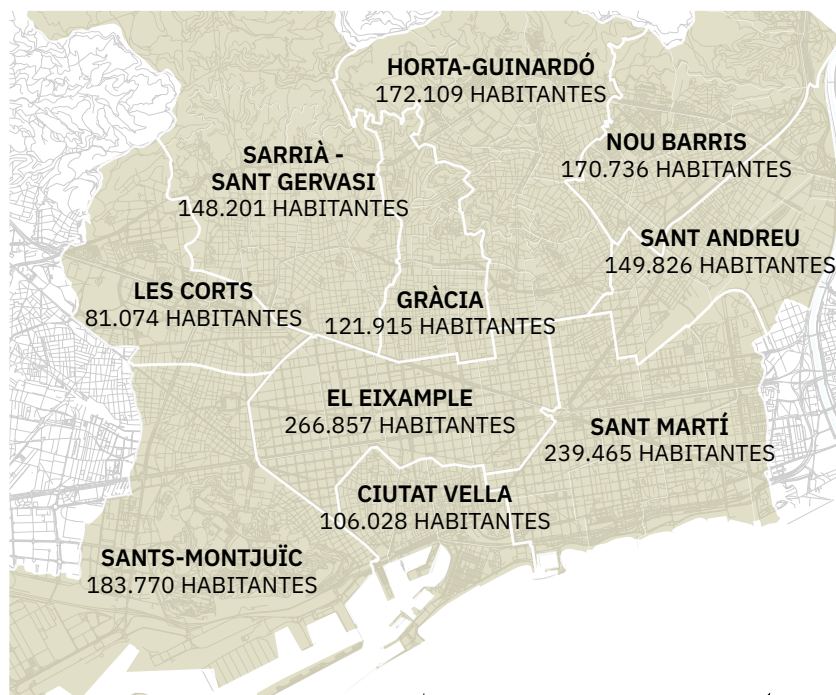 HORTA-GUINARDÓ
172.109 HABITANTES
NOU BARRIS
170.736 HABITANTES
SARRIÀ -
SANT GERVASI
148.201 HABITANTES
SANT ANDREU
149.826 HABITANTES
LES CORTS
81.074 HABITANTES
GRÀCIA
121.915 HABITANTES
EL EIXAMPLE
266.857 HABITANTES
SANT MARTÍ
239.465 HABITANTES
CIUTAT VELLA
106.028 HABITANTES
SANTS-MONTJUÏC
183.770 HABITANTES